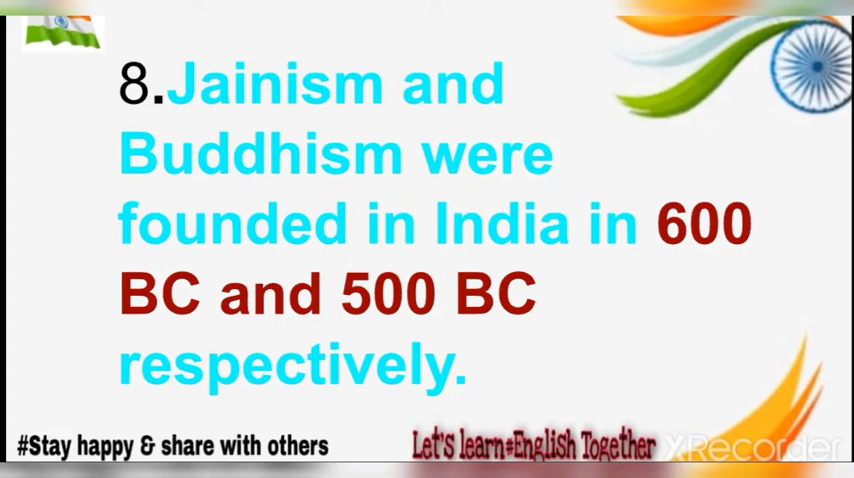 8.Jainism and
Buddhism were
founded in India in 600
BC and 500 BC
respectively.
#Stay happy & share with others
Let's learn#English Together
XRecorder